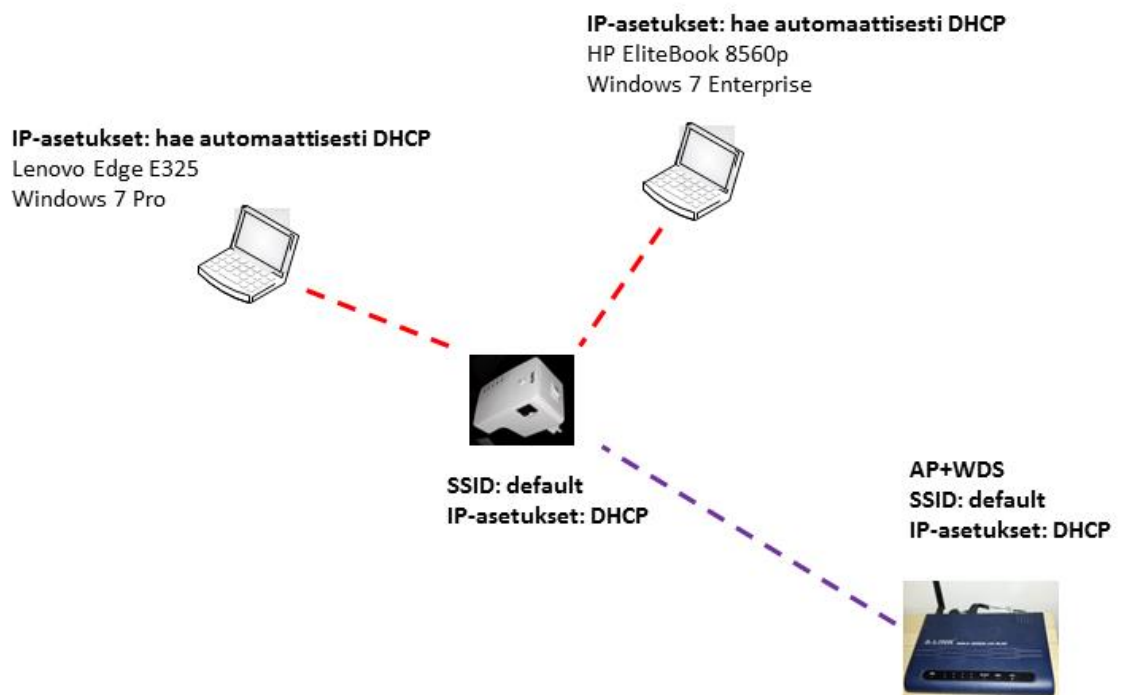 IP-asetukset: hae automaattisesti DHCP
HP EliteBook 8560p
Windows 7 Enterprise
IP-asetukset: hae automaattisesti DHCP
Lenovo Edge E325
Windows 7 Pro
SSID: default
IP-asetukset: DHCP
AP+WDS
SSID: default
IP-asetukset: DHCP
A-LINK